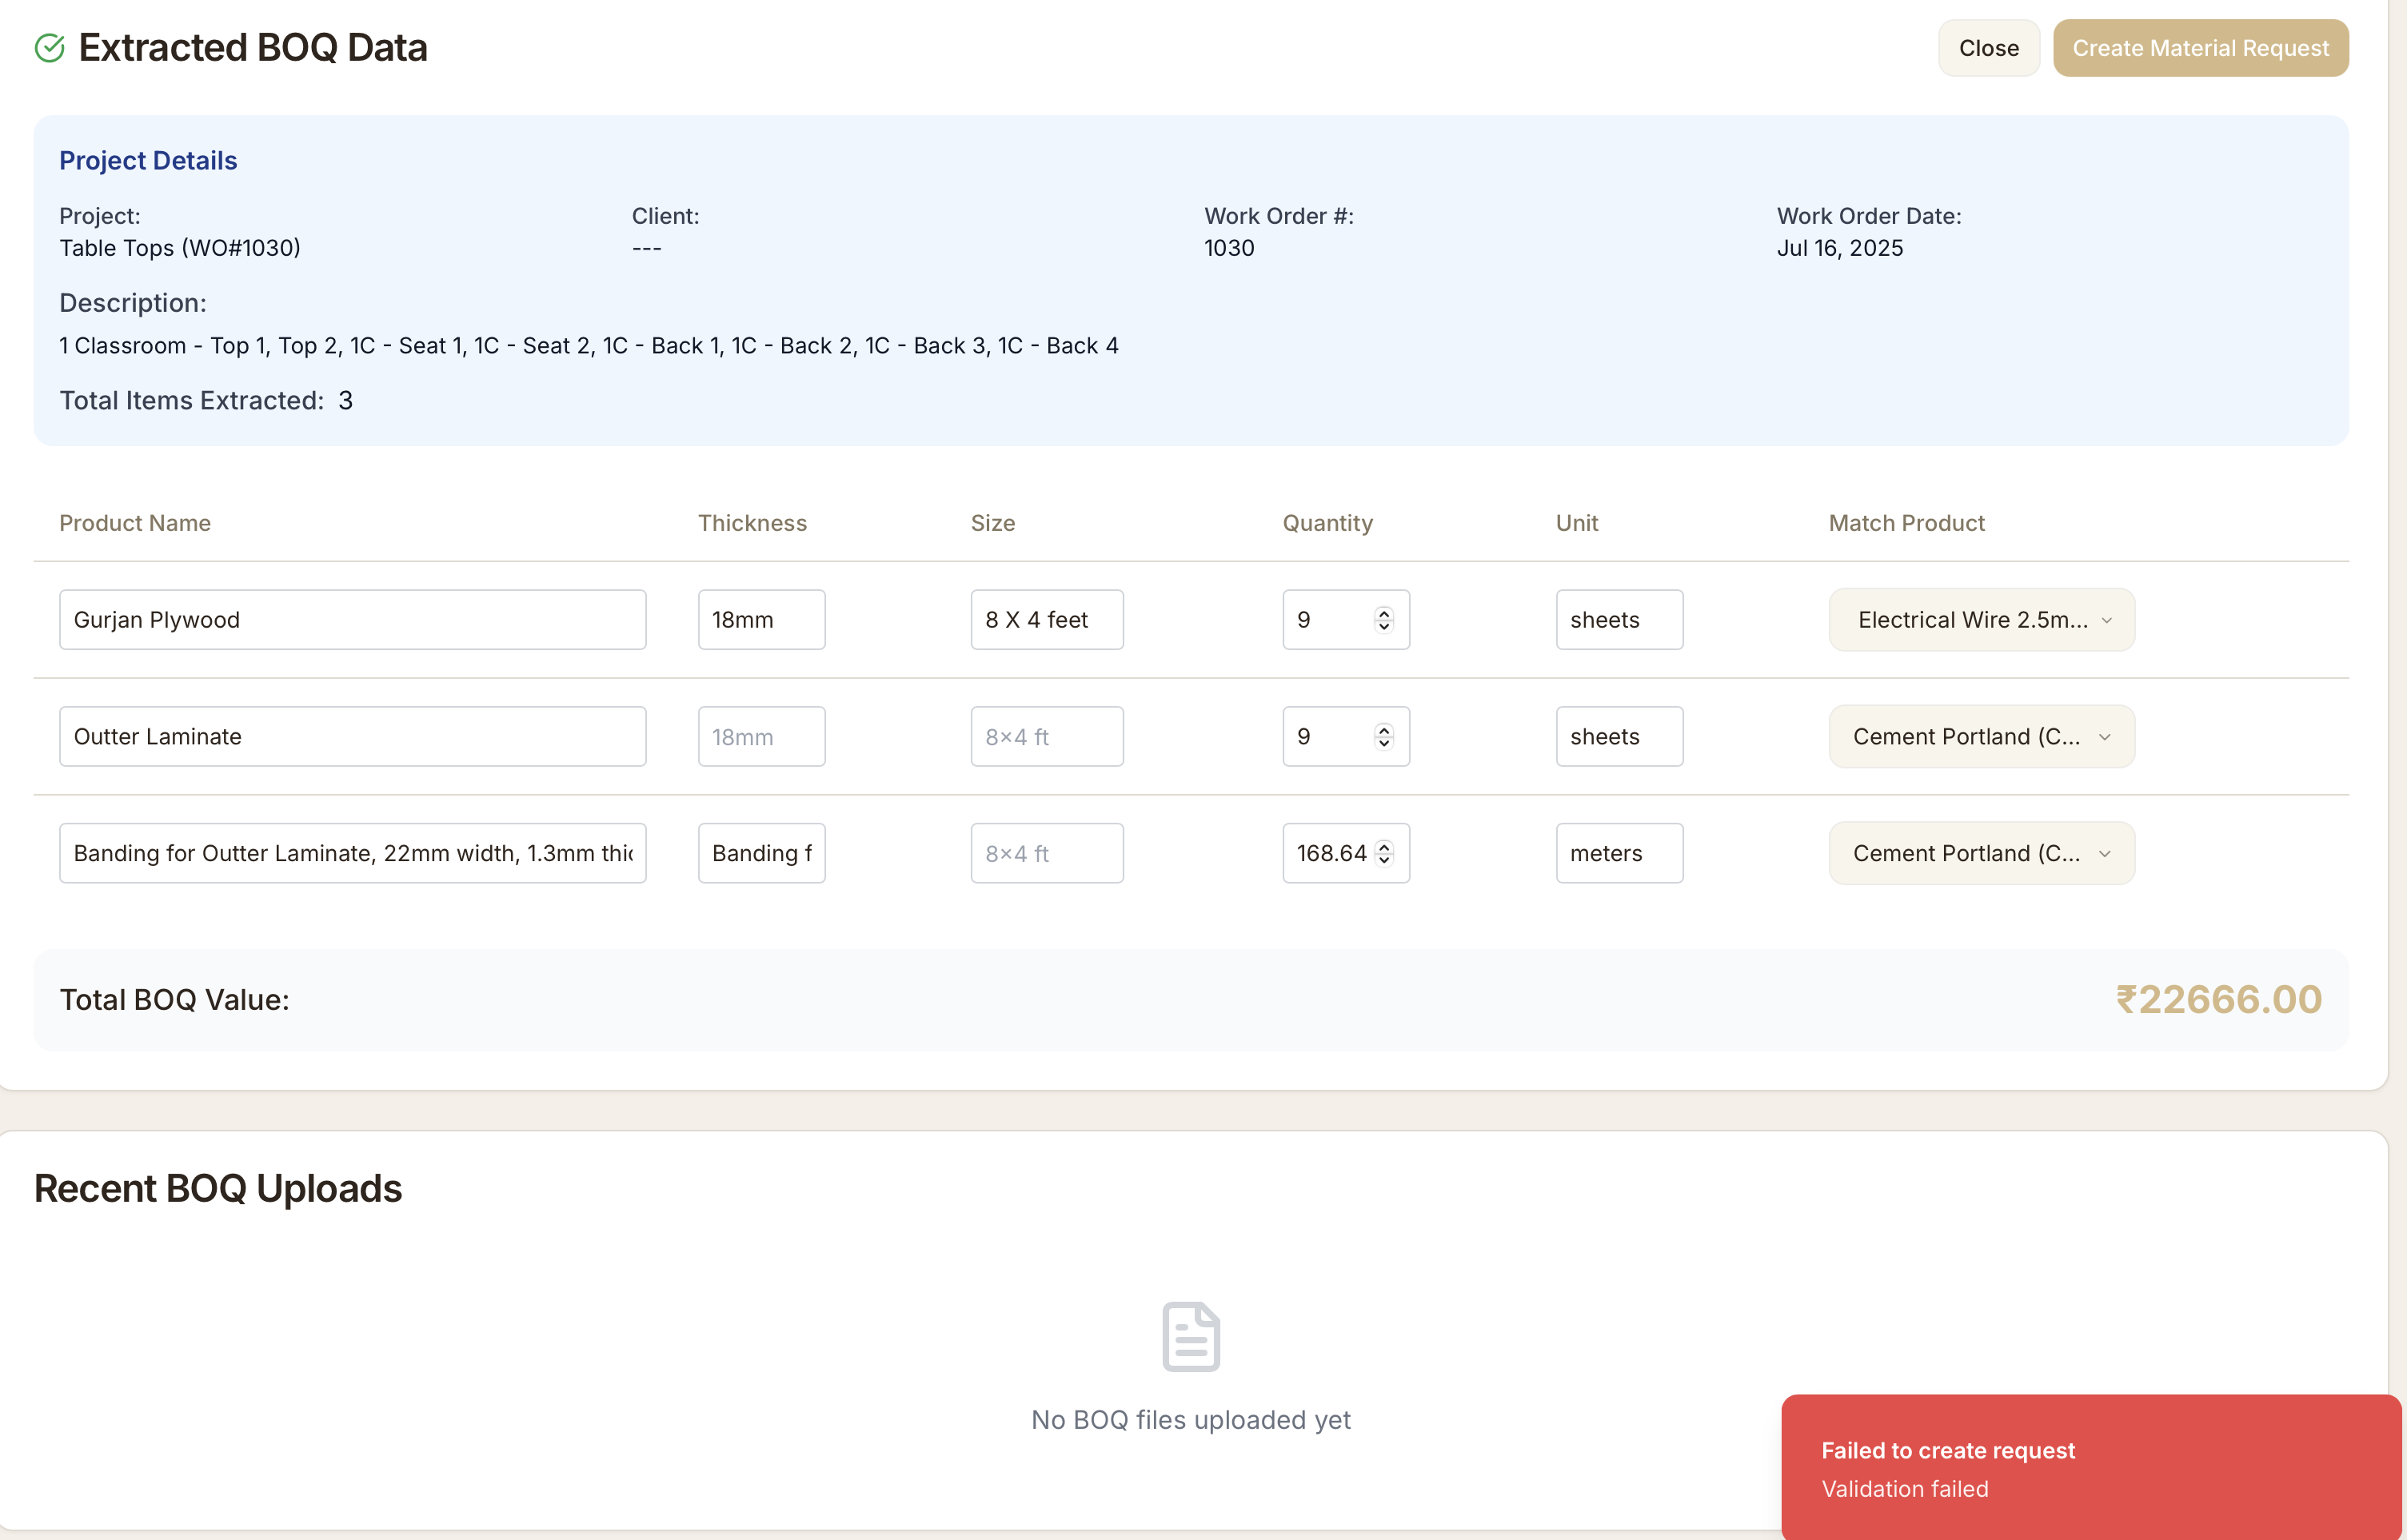 Extracted BOQ Data
Close
Create Material Request
Project Details
Project:
Client:
Work Order #:
Work Order Date:
Table Tops (WO#1030)
---
1030
Jul 16, 2025
Description:
1 Classroom - Top 1, Top 2, 1C - Seat 1, 1C - Seat 2, 1C - Back 1, 1C - Back 2, 1C - Back 3, 1C - Back 4
Total Items Extracted: 3
Product Name
Thickness
Size
Quantity
Unit
Match Product
Gurjan Plywood
18mm
8 X 4 feet
9
sheets
Electrical Wire 2.5m...
Outter Laminate
18mm
8×4 ft
9
sheets
Cement Portland (C...
Banding for Outter Laminate, 22mm width, 1.3mm thic
Banding f
8×4 ft
168.64
meters
Cement Portland (C...
Total BOQ Value:
₹22666.00
Recent BOQ Uploads
No BOQ files uploaded yet
Failed to create request
Validation failed